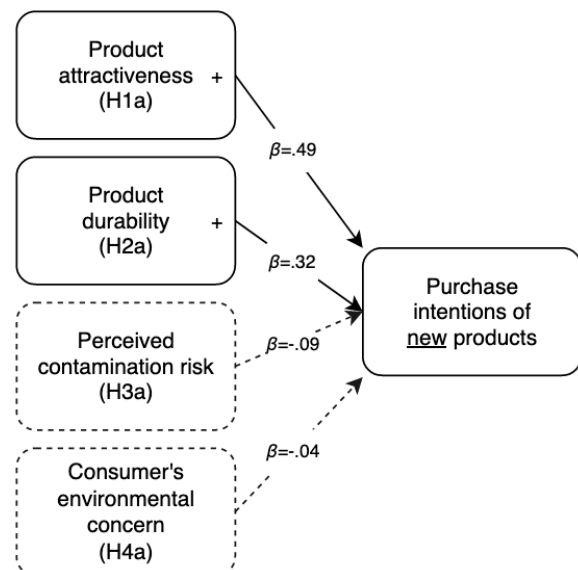 Product
attractiveness +
(H1a)
β=.49
Product
durability +
(H2a)
β=.32
Purchase
intentions of
new products
Perceived
contamination risk
(H3a)
β=-.09
Consumer's
environmental
concern
(H4a)
β=-.04